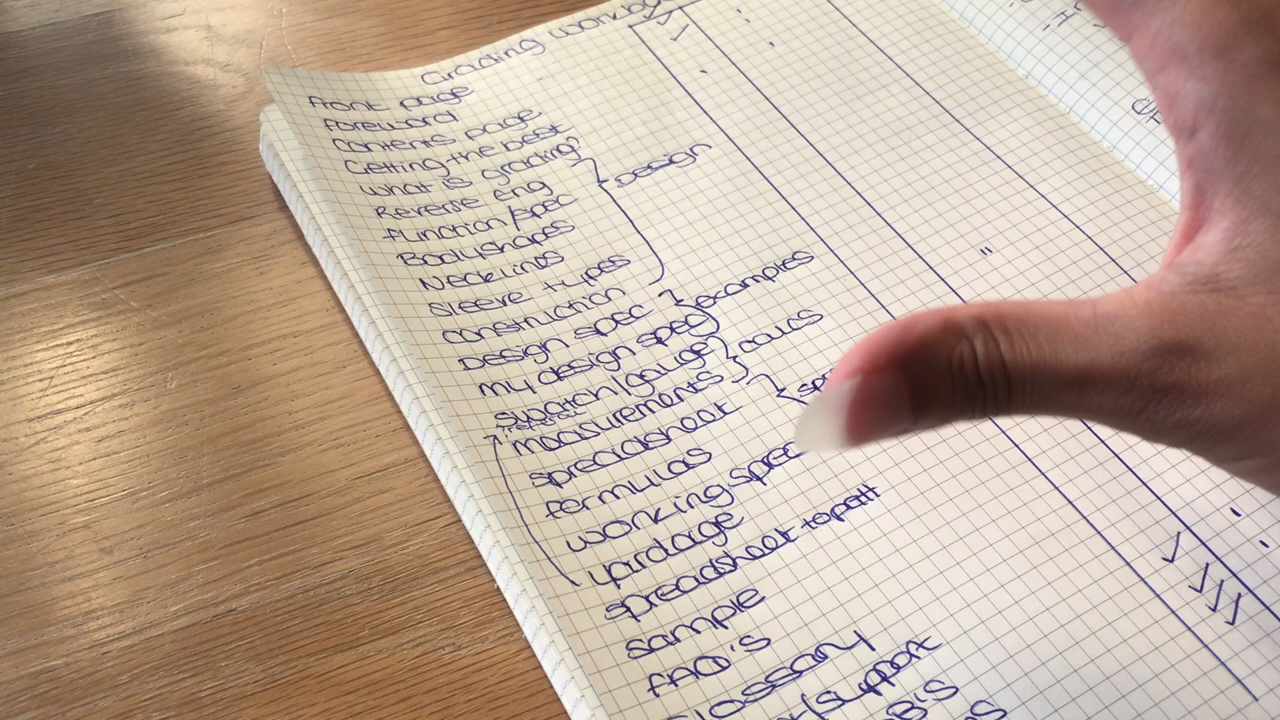 Grading workbook
front page
foreword
contents page
Getting the best
what is grading?
Reverse eng
function/spec
Bodyshapes
Necklines
sleeve types
construction
Design
Design spec
my design spec
examples
swatch/gauge?
measurements
calcs
spreadsheet
formulas
working spec
yardage
spreadsheet to patt
sample
FAQ'S
Glossary
/support
B'S